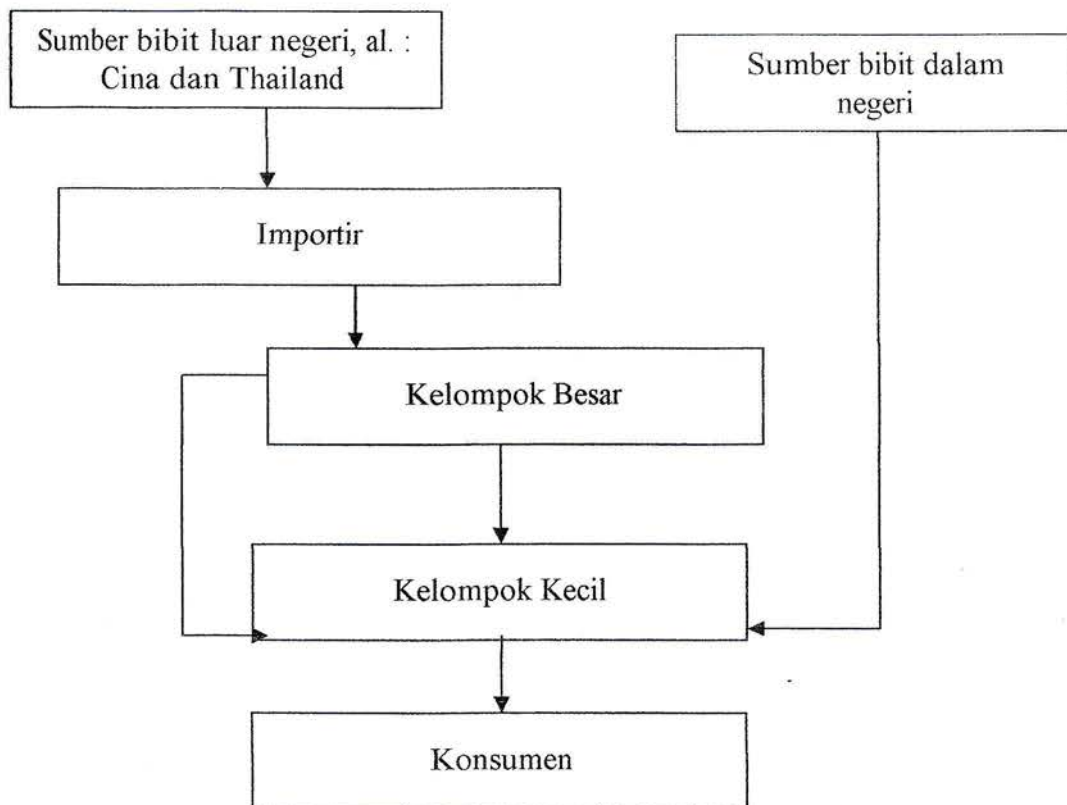 Sumber bibit luar negeri, al. :
Cina dan Thailand
Sumber bibit dalam
negeri
Importir
Kelompok Besar
Kelompok Kecil
Konsumen